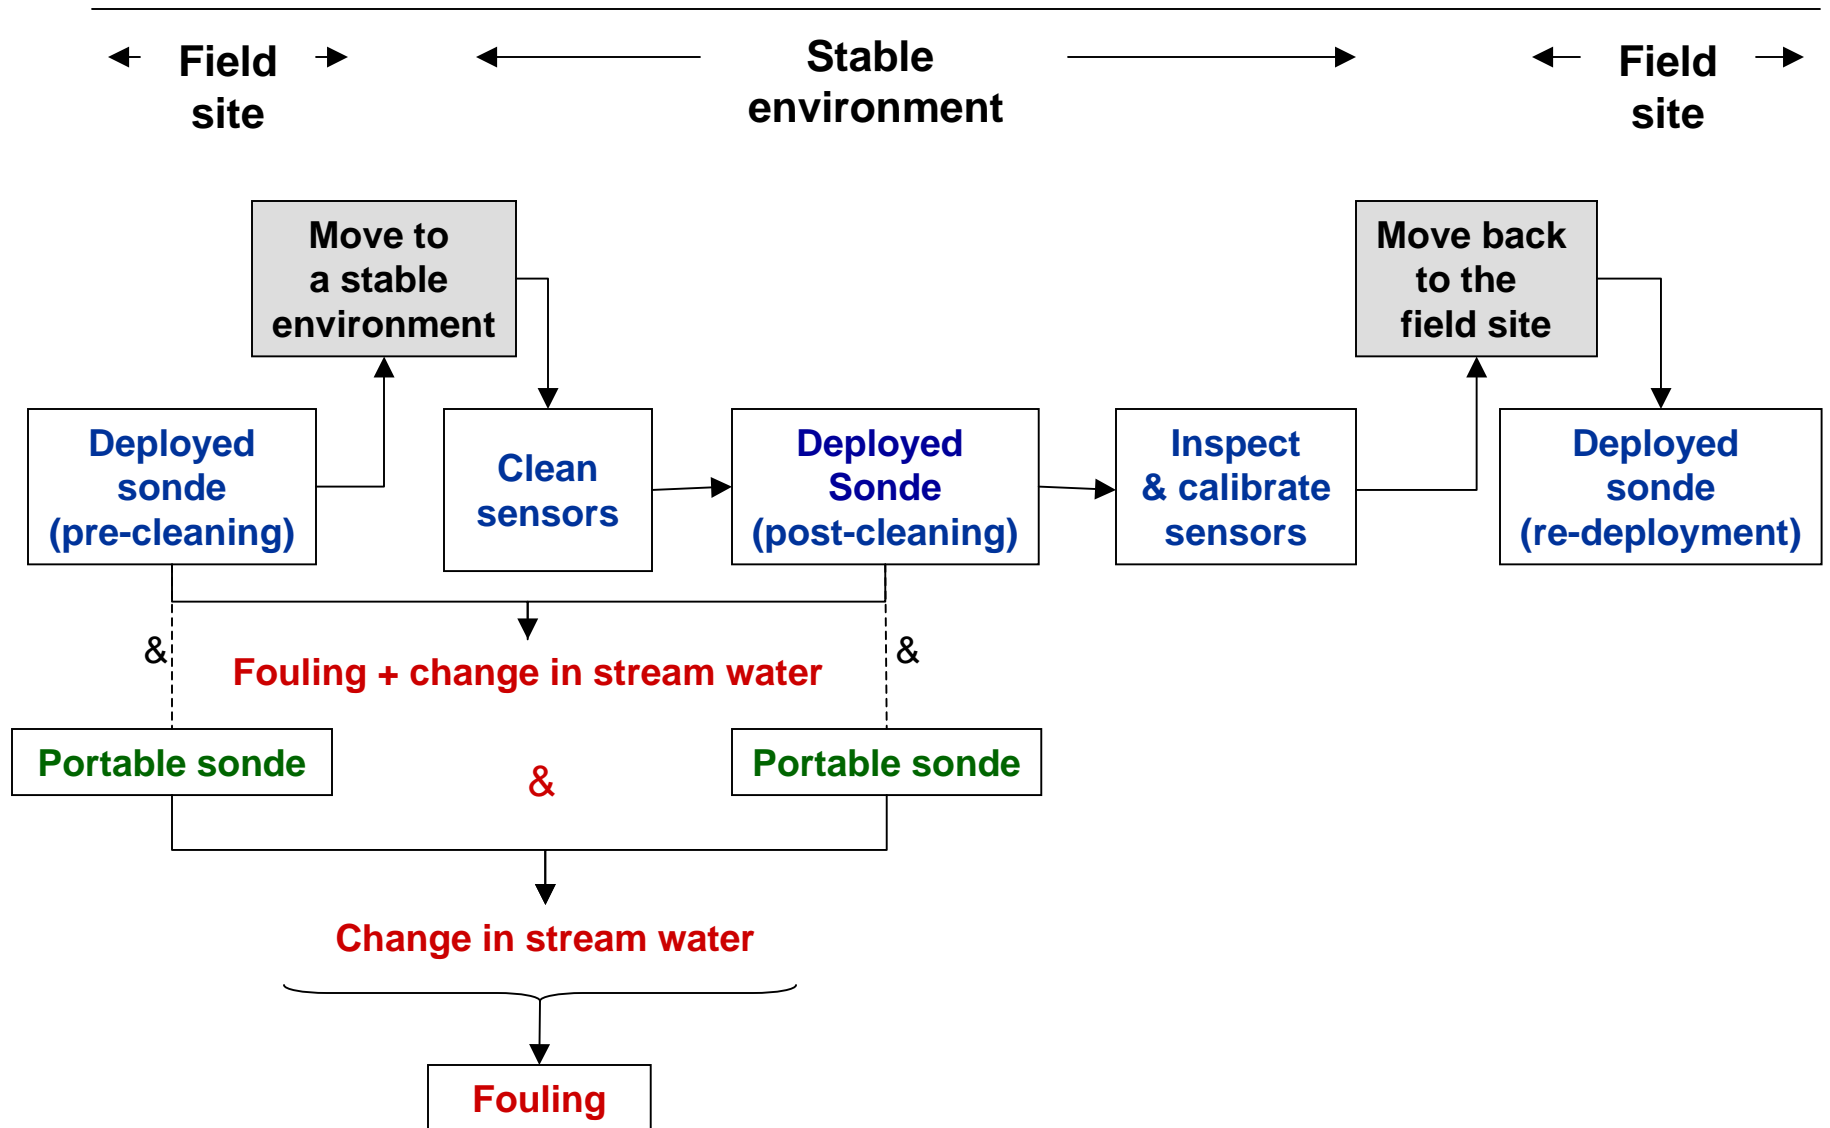 Field
site
Stable
environment
Field
site
Move to
a stable
environment
Move back
to the
field site
Deployed
sonde
(pre-cleaning)
Clean
sensors
Deployed
Sonde
(post-cleaning)
Inspect
& calibrate
sensors
Deployed
sonde
(re-deployment)
&
Fouling + change in stream water
&
Portable sonde
&
Portable sonde
Change in stream water
Fouling